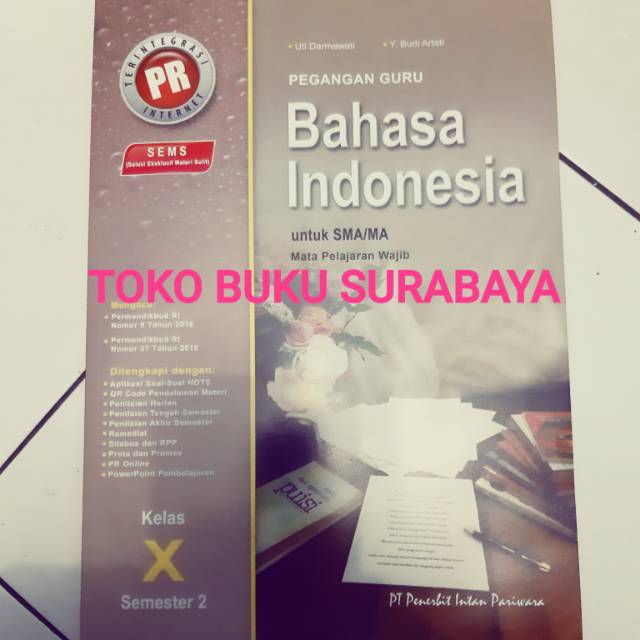 TERINTEGRASI
PR
INTERNET
SEMS
(Solusi Eksklusif Materi Sulit)
• Uti Darmawati • Y. Budi Artati
PEGANGAN GURU
Bahasa
Indonesia
untuk SMA/MA
Mata Pelajaran Wajib
TOKO BUKU SURABAYA
Mengacu:
• Permendikbud RI
Nomor 8 Tahun 2016
• Permendikbud RI
Nomor 37 Tahun 2018
Dilengkapi dengan:
• Aplikasi Soal-Soal HOTS
• QR Code Pendalaman Materi
• Penilaian Harian
• Penilaian Tengah Semester
• Penilaian Akhir Semester
• Remedial
• Silabus dan RPP
• Prota dan Promes
• PR Online
• PowerPoint Pembelajaran
Kelas
X
Semester 2
puisi
PT Penerbit Intan Pariwara